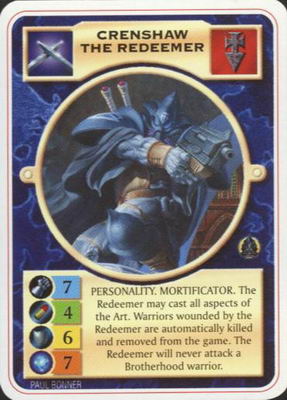 CRENSHAW
THE REDEEMER
7
4
6
7
PERSONALITY. MORTIFICATOR. The
Redeemer may cast all aspects of
the Art. Warriors wounded by the
Redeemer are automatically killed
and removed from the game. The
Redeemer will never attack a
Brotherhood warrior.
PAUL BONNER